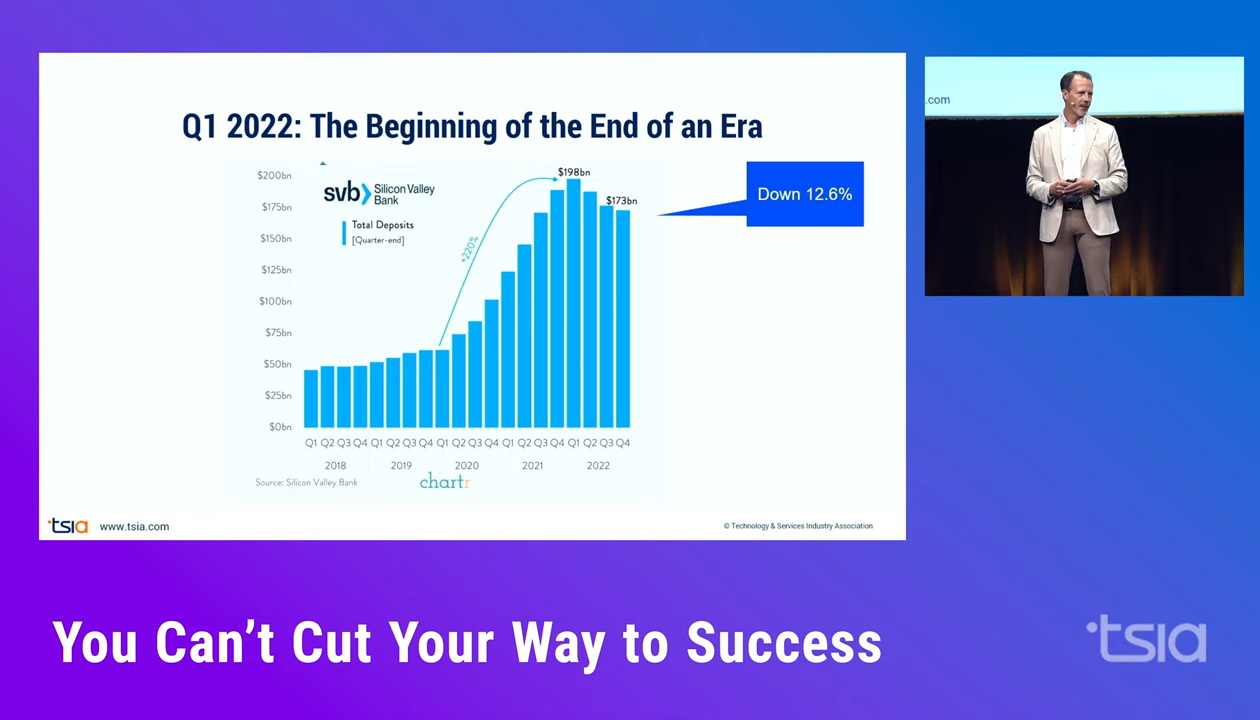 Q1 2022: The Beginning of the End of an Era
svb Silicon Valley
Bank
Total Deposits
[Quarter-end]
$200bn
$175bn
$150bn
$125bn
$100bn
$75bn
$50bn
$25bn
$0bn
+220%
$198bn
$173bn
Down 12.6%
Q1 Q2 Q3 Q4 Q1 Q2 Q3 Q4 Q1 Q2 Q3 Q4 Q1 Q2 Q3 Q4 Q1 Q2 Q3 Q4
2018 2019 2020 2021 2022
Source: Silicon Valley Bank
chartr
tsia www.tsia.com
© Technology & Services Industry Association
.com
You Can’t Cut Your Way to Success
tsia